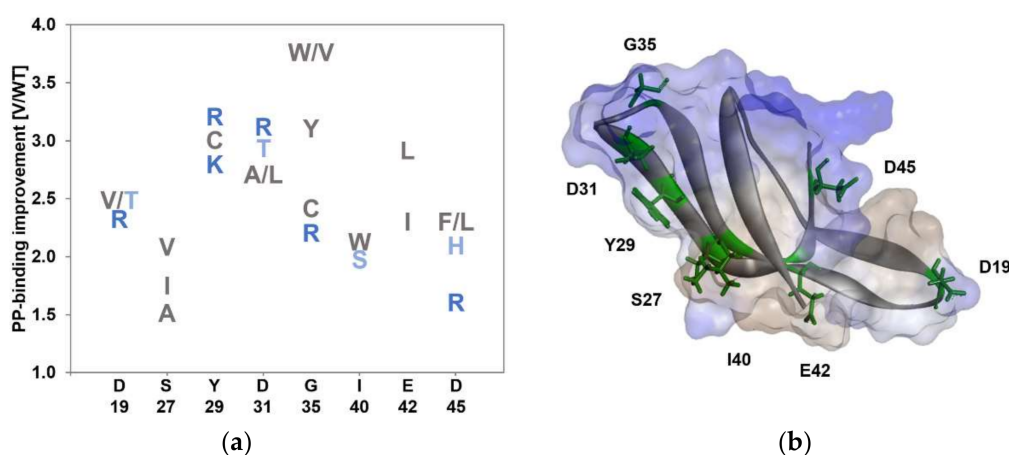 PP-binding improvement [V/WT]
4.0
3.5
3.0
2.5
2.0
1.5
1.0
V/T
R
V
I
A
R
C
K
R
T
A/L
W/V
Y
C
R
W
S
L
I
F/L
H
R
D S Y D G I E D
19 27 29 31 35 40 42 45
(a)
G35
D31
D45
Y29
D19
S27
I40
E42
(b)